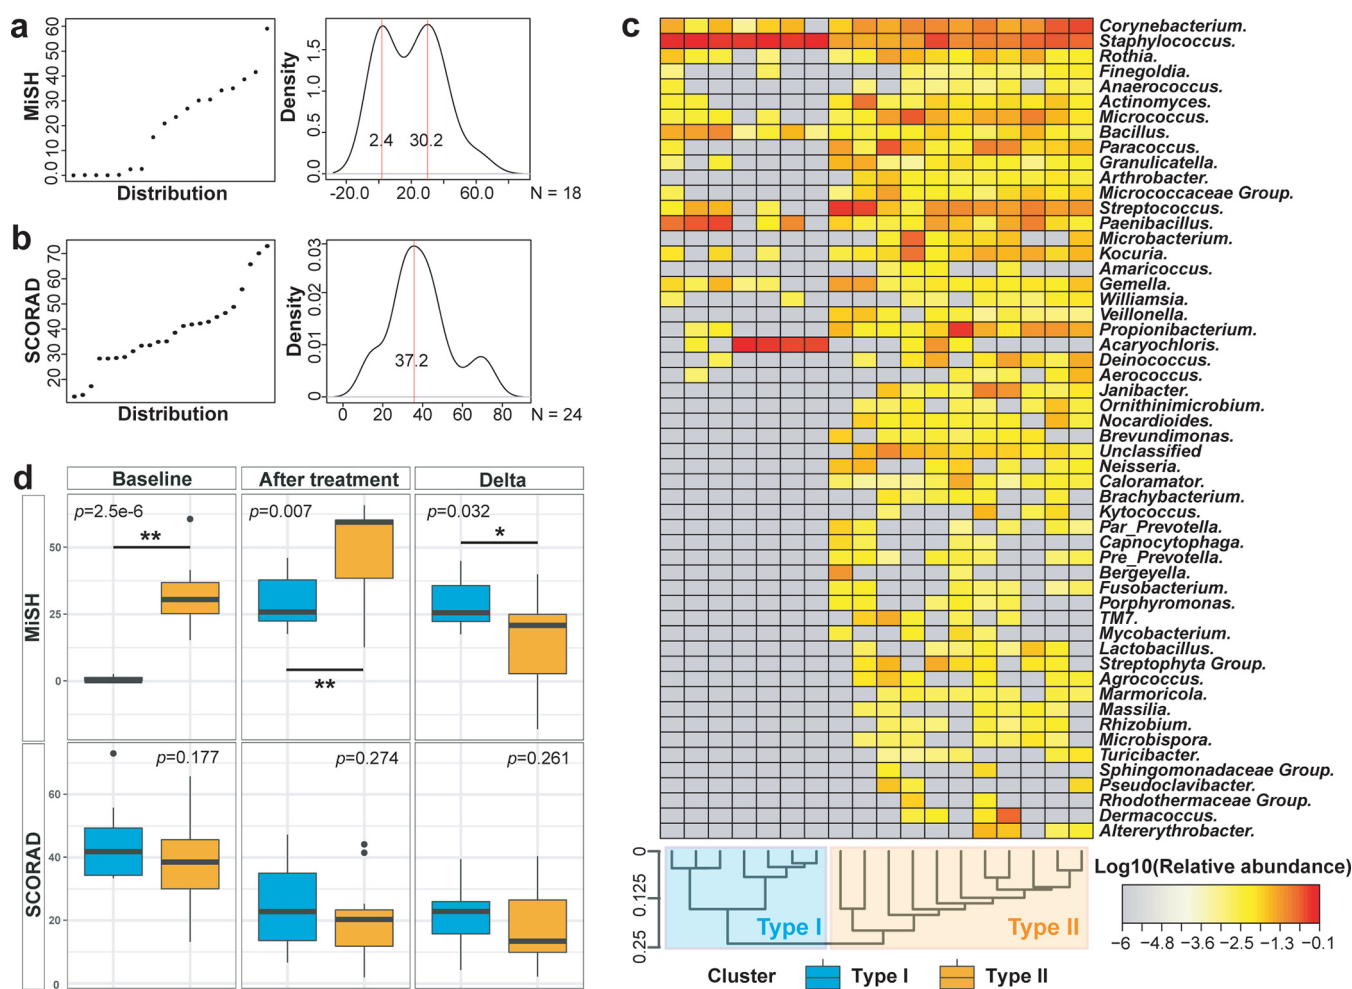 a
MiSH
0.0 10 20 30 40 50 60
Distribution
Density
0.0 0.5 1.0 1.5
2.4 30.2
-20.0 0 20.0 60.0
N = 18
b
SCORAD
20 30 40 50 60 70
Distribution
Density
0 0.01 0.02 0.03
37.2
0 20 40 60 80
N = 24
c
Corynebacterium.
Staphylococcus.
Rothia.
Finegoldia.
Anaerococcus.
Actinomyces.
Micrococcus.
Bacillus.
Paracoccus.
Granulicatella.
Arthrobacter.
Micrococcaceae Group.
Streptococcus.
Paenibacillus.
Microbacterium.
Kocuria.
Amaricoccus.
Gemella.
Williamsia.
Veillonella.
Propionibacterium.
Acaryochloris.
Deinococcus.
Aerococcus.
Janibacter.
Ornithinimicrobium.
Nocardioides.
Brevundimonas.
Unclassified
Neisseria.
Caloramator.
Brachybacterium.
Kytococcus.
Par_Prevotella.
Capnocytophaga.
Pre_Prevotella.
Bergeyella.
Fusobacterium.
Porphyromonas.
TM7.
Mycobacterium.
Lactobacillus.
Streptophyta Group.
Agrococcus.
Marmoricola.
Massilia.
Rhizobium.
Microbispora.
Turicibacter.
Sphingomonadaceae Group.
Pseudoclavibacter.
Rhodothermaceae Group.
Dermacoccus.
Altererythrobacter.
0 0.125 0.25
Type I Type II
Log10(Relative abundance)
−6 −4.8 −3.6 −2.5 −1.3 −0.1
d
Baseline After treatment Delta
MiSH
50
25
0
p=2.5e-6 p=0.007 p=0.032
** ** *
SCORAD
60
40
20
0
p=0.177 p=0.274 p=0.261
Cluster Type I Type II